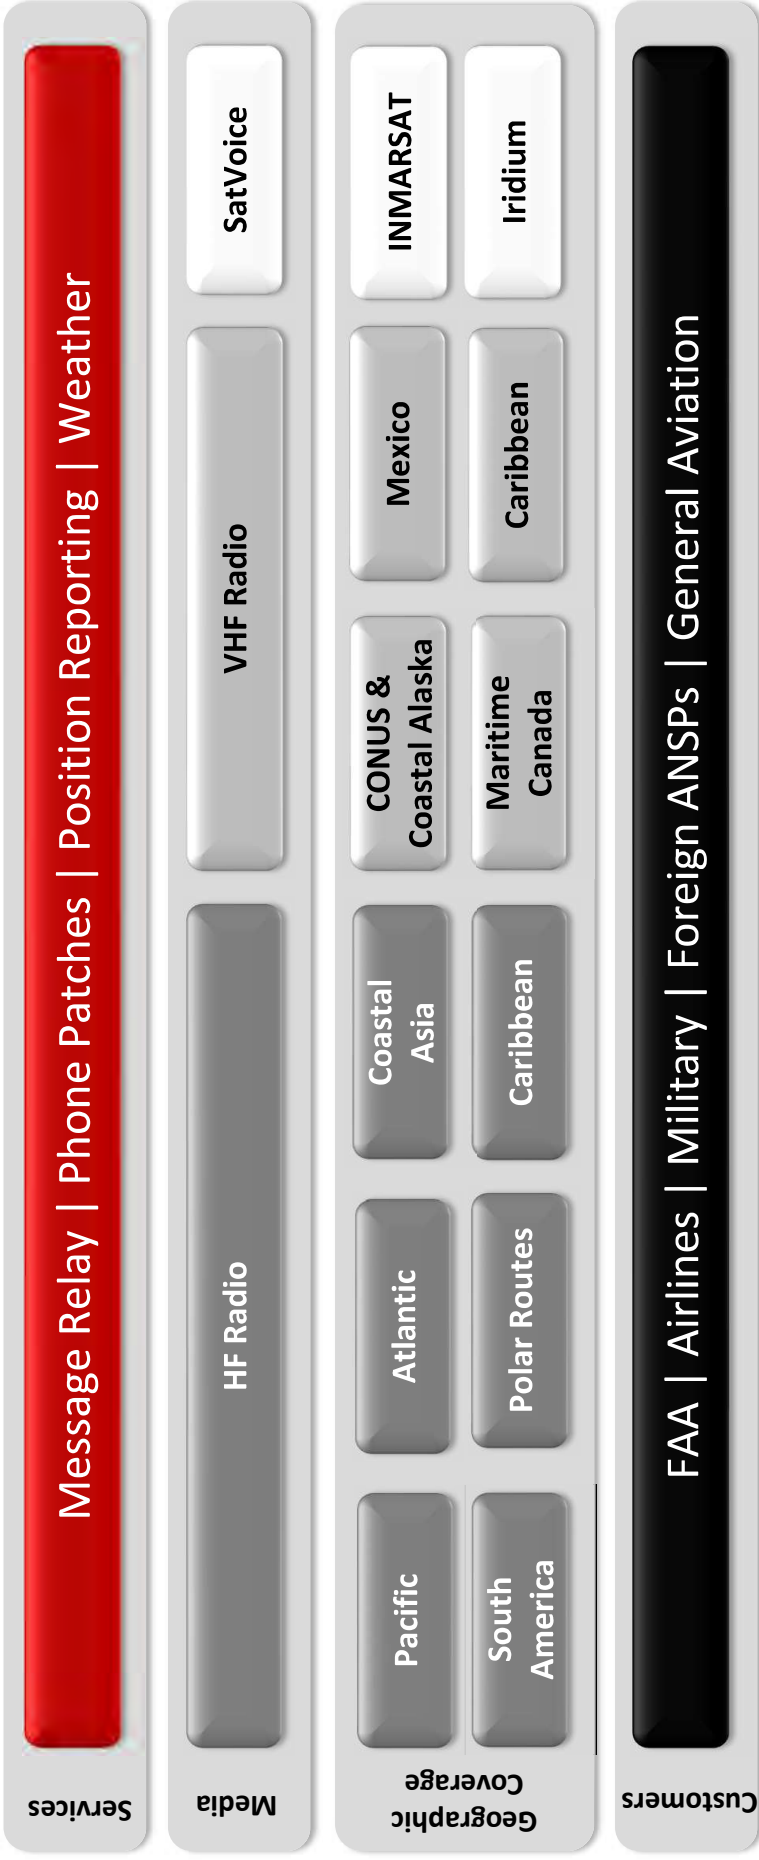 Services
Message Relay | Phone Patches | Position Reporting | Weather
Media
HF Radio
VHF Radio
SatVoice
Geographic
Coverage
Pacific
Atlantic
Coastal
Asia
CONUS &
Coastal Alaska
Mexico
INMARSAT
South
America
Polar Routes
Caribbean
Maritime
Canada
Caribbean
Iridium
Customers
FAA | Airlines | Military | Foreign ANSPs | General Aviation